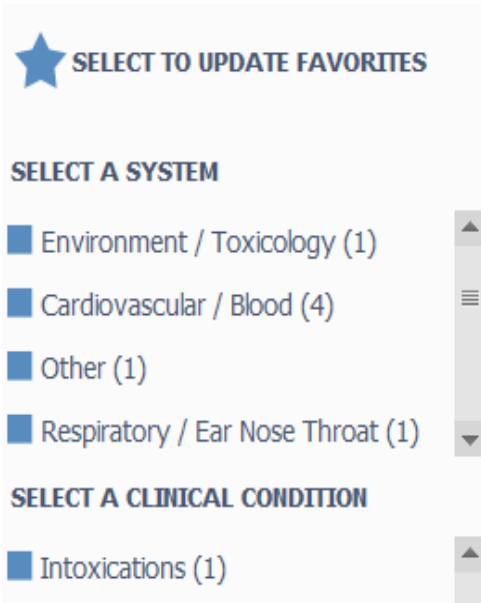 SELECT TO UPDATE FAVORITES
SELECT A SYSTEM
Environment / Toxicology (1)
Cardiovascular / Blood (4)
Other (1)
Respiratory / Ear Nose Throat (1)
SELECT A CLINICAL CONDITION
Intoxications (1)